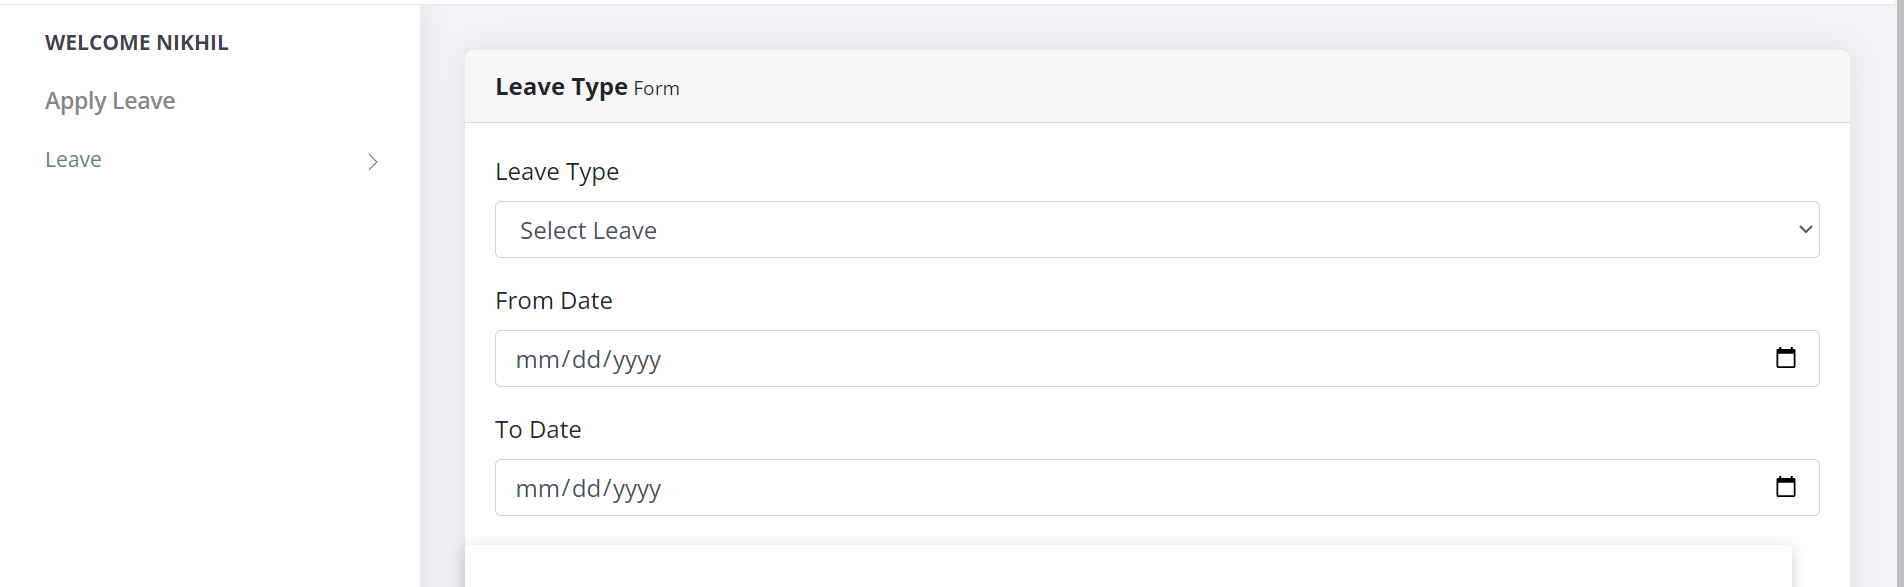 WELCOME NIKHIL
Apply Leave
Leave
Leave Type Form
Leave Type
Select Leave
From Date
mm/dd/yyyy
To Date
mm/dd/yyyy